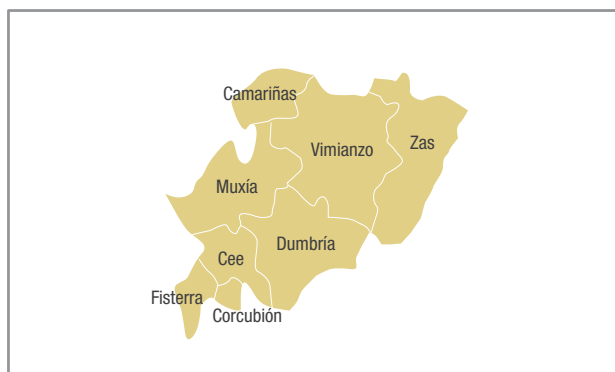 Camariñas
Vimianzo
Zas
Muxía
Dumbría
Cee
Fisterra
Corcubión